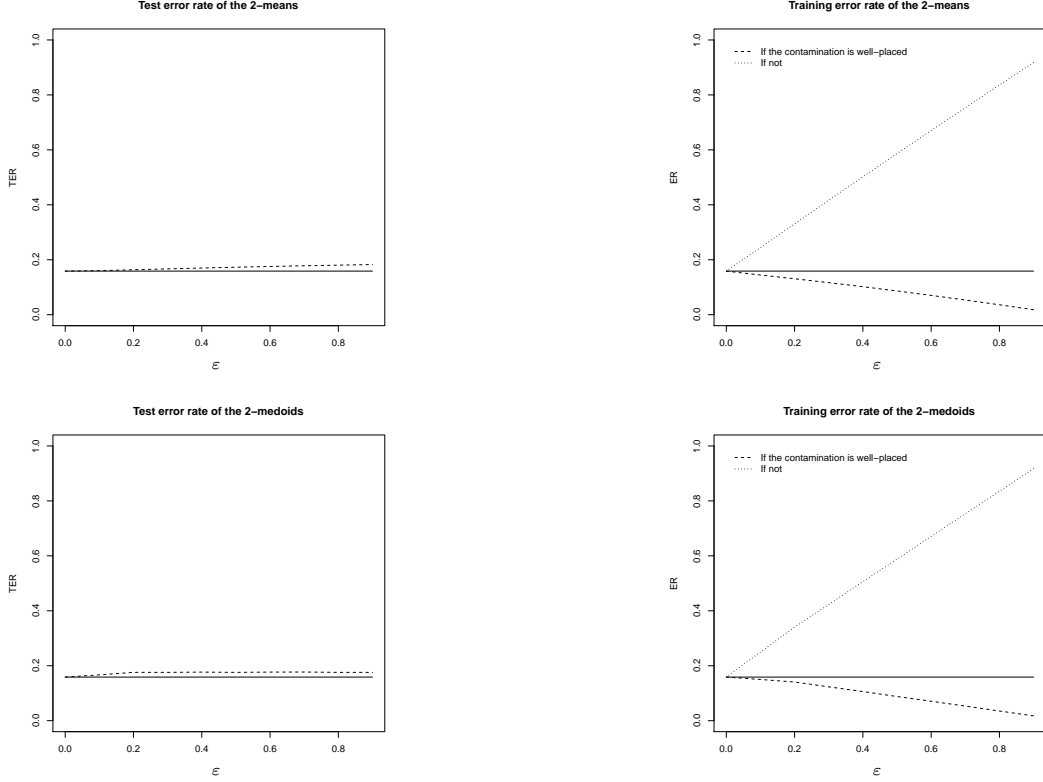 Test error rate of the 2−means
TER
1.0
0.8
0.6
0.4
0.2
0.0
0.0 0.2 0.4 0.6 0.8
ε
Training error rate of the 2−means
If the contamination is well−placed
If not
ER
1.0
0.8
0.6
0.4
0.2
0.0
0.0 0.2 0.4 0.6 0.8
ε
Test error rate of the 2−medoids
TER
1.0
0.8
0.6
0.4
0.2
0.0
0.0 0.2 0.4 0.6 0.8
ε
Training error rate of the 2−medoids
If the contamination is well−placed
If not
ER
1.0
0.8
0.6
0.4
0.2
0.0
0.0 0.2 0.4 0.6 0.8
ε